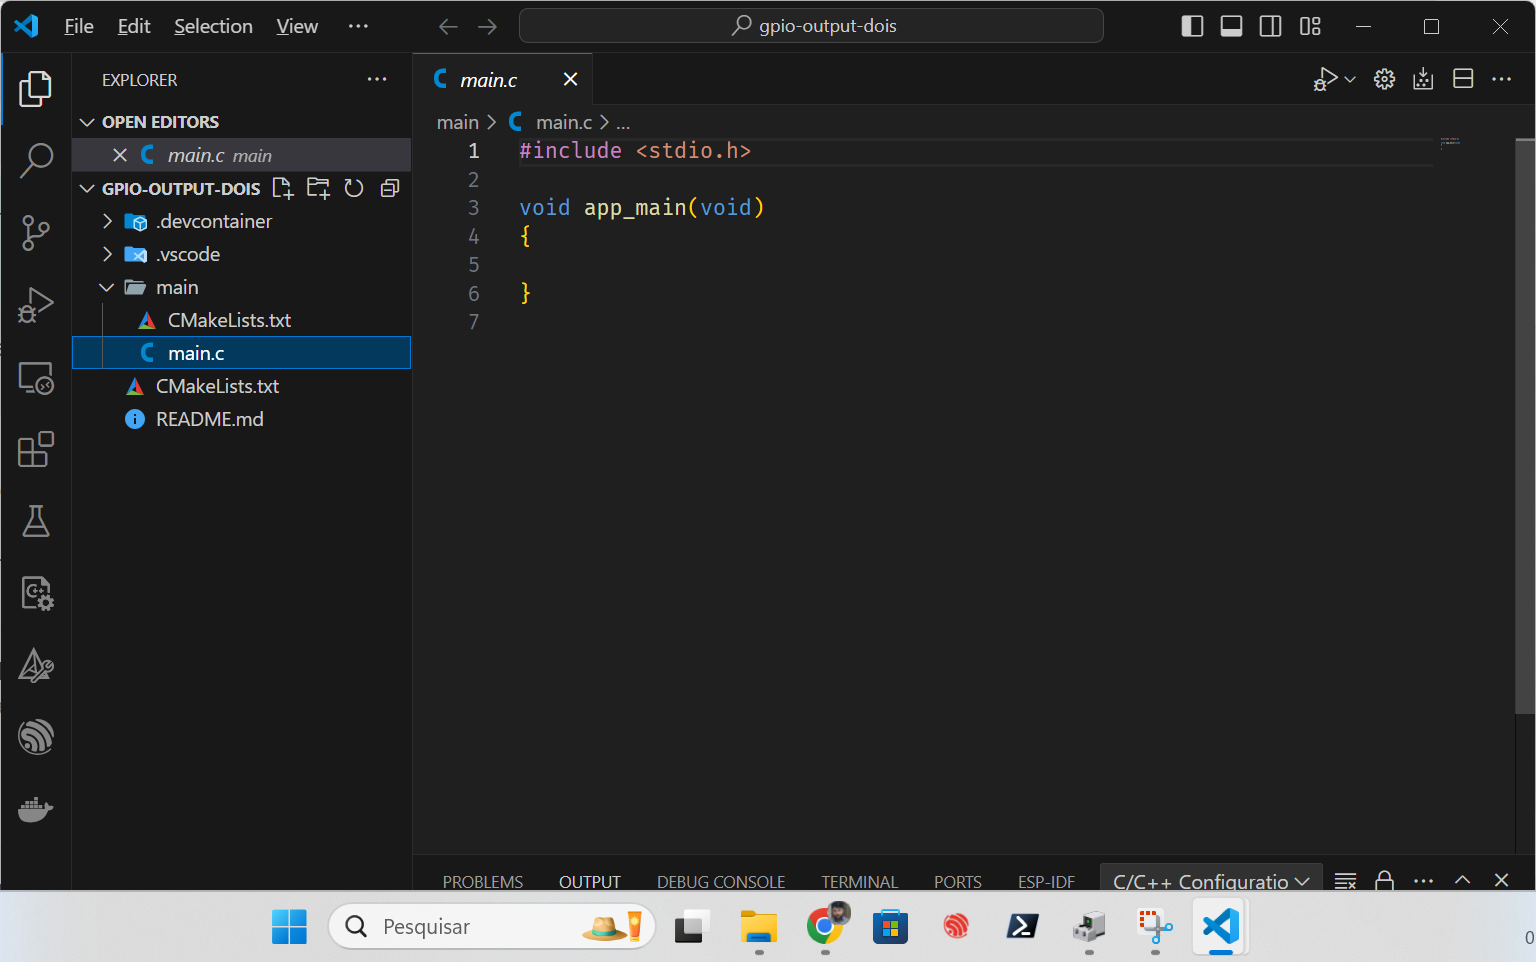 File Edit Selection View ··· gpio-output-dois
EXPLORER ···
OPEN EDITORS
main.c main
GPIO-OUTPUT-DOIS
.devcontainer
.vscode
main
CMakeLists.txt
main.c
CMakeLists.txt
README.md
main.c
main > main.c > ...
1 #include <stdio.h>
2
3 void app_main(void)
4 {
5
6 }
7
PROBLEMS OUTPUT DEBUG CONSOLE TERMINAL PORTS ESP-IDF C/C++ Configuratio
Pesquisar
0